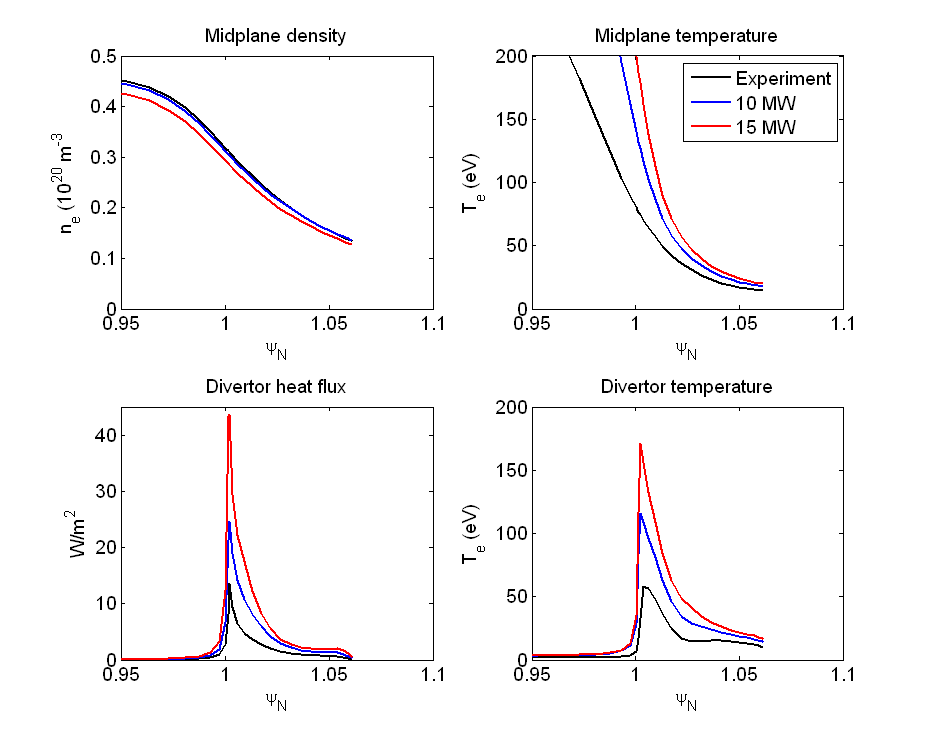 Midplane density
0.5
0.4
0.3
0.2
0.1
0
n_e (10^20 m^-3
0.95 1 1.05 1.1
ψ_N
Midplane temperature
200
150
100
50
0
T_e (eV)
Experiment
10 MW
15 MW
0.95 1 1.05 1.1
ψ_N
Divertor heat flux
40
30
20
10
0
W/m^2
0.95 1 1.05 1.1
ψ_N
Divertor temperature
200
150
100
50
0
T_e (eV)
0.95 1 1.05 1.1
ψ_N